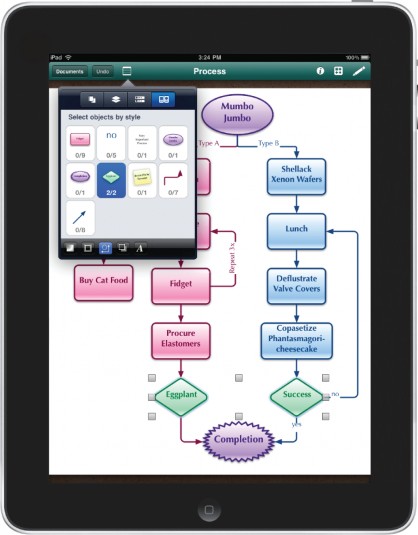 iPad
3:24 PM
100%
Documents
Undo
Process
Select objects by style
0/9
no
0/5
0/1
0/1
0/1
2/2
0/1
0/7
0/8
Mumbo
Jumbo
Type A
Type B
Shellack
Xenon Wafers
Lunch
Repeat 3x
Buy Cat Food
Fidget
Deflustrate
Valve Covers
Procure
Elastomers
Copasetize
Phantasmagori-
cheesecake
Eggplant
Success
no
yes
Completion